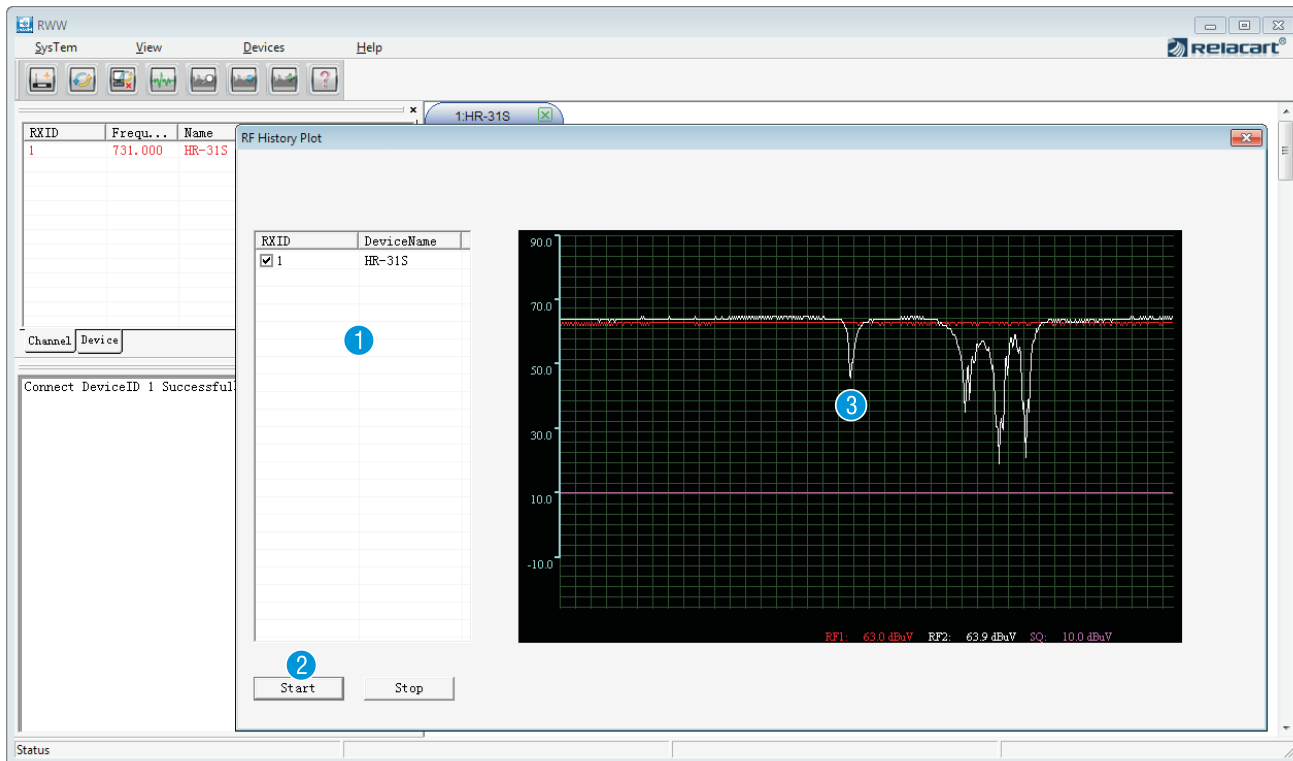 RWW
SysTem View Devices Help
Relacart®
1:HR-31S
RXID Frequ... Name
1 731.000 HR-31S
RF History Plot
RXID DeviceName
1 HR-31S
90.0
70.0
50.0
30.0
10.0
-10.0
1
3
Channel Device
Connect DeviceID 1 Successful
RF1: 63.0 dBuV RF2: 63.9 dBuV SQ: 10.0 dBuV
2
Start Stop
Status